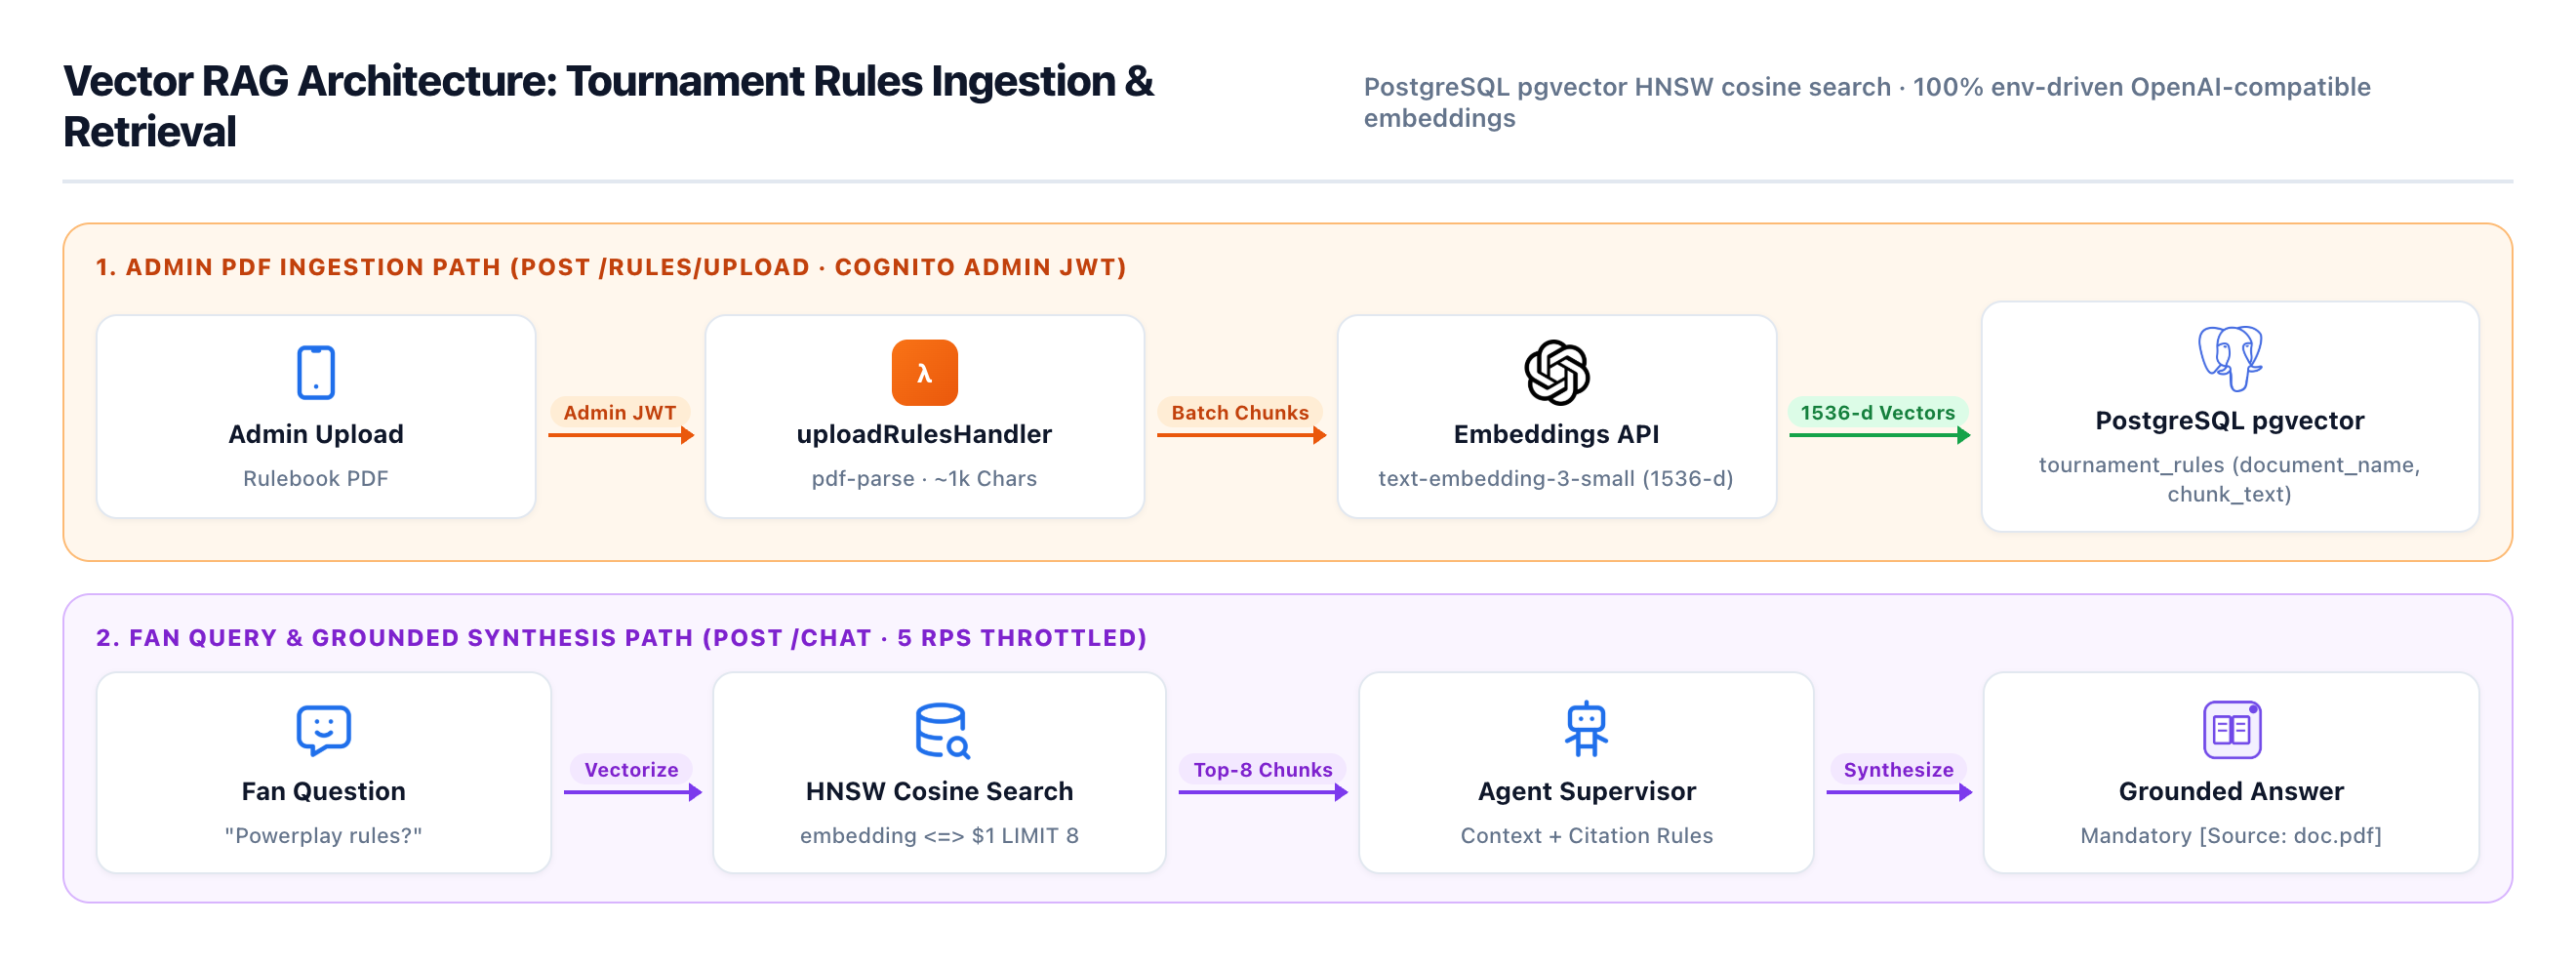 Vector RAG Architecture: Tournament Rules Ingestion &
Retrieval
PostgreSQL pgvector HNSW cosine search · 100% env-driven OpenAI-compatible
embeddings
1. ADMIN PDF INGESTION PATH (POST /RULES/UPLOAD · COGNITO ADMIN JWT)
Admin Upload
Rulebook PDF
Admin JWT
λ
uploadRulesHandler
pdf-parse · ~1k Chars
Batch Chunks
Embeddings API
text-embedding-3-small (1536-d)
1536-d Vectors
PostgreSQL pgvector
tournament_rules (document_name,
chunk_text)
2. FAN QUERY & GROUNDED SYNTHESIS PATH (POST /CHAT · 5 RPS THROTTLED)
Fan Question
"Powerplay rules?"
Vectorize
HNSW Cosine Search
embedding <=> $1 LIMIT 8
Top-8 Chunks
Agent Supervisor
Context + Citation Rules
Synthesize
Grounded Answer
Mandatory [Source: doc.pdf]